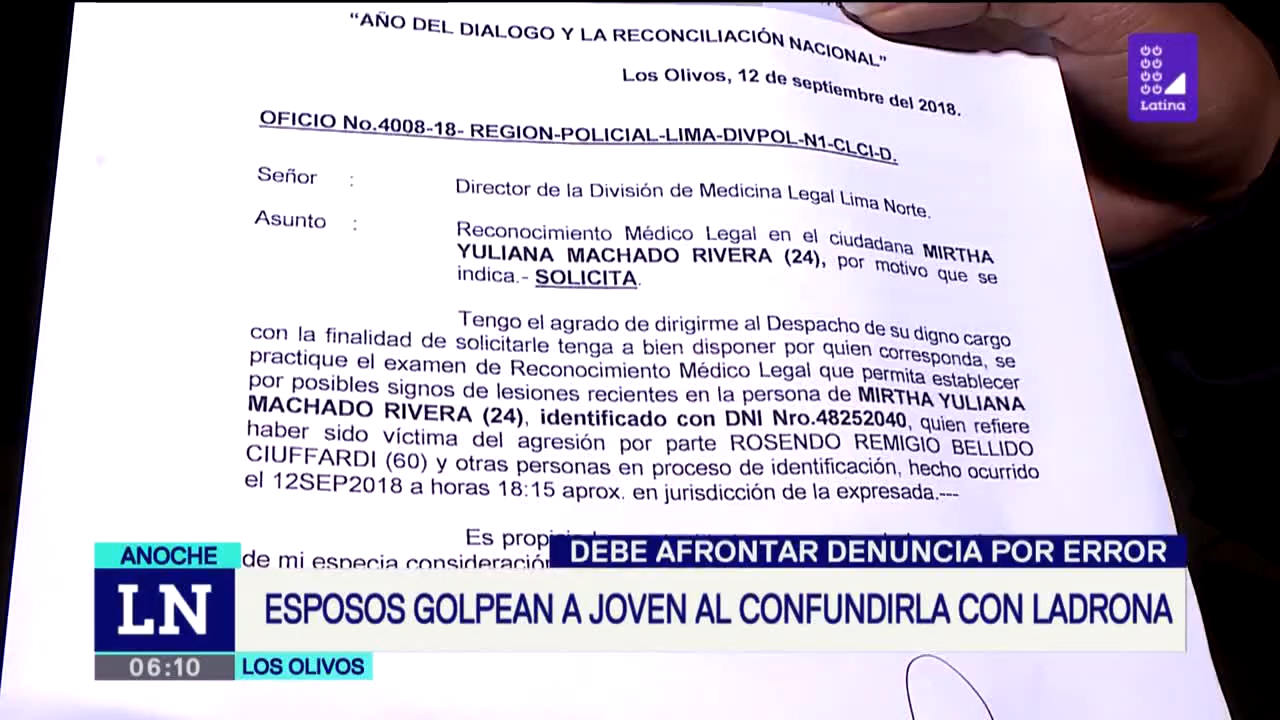 “AÑO DEL DIALOGO Y LA RECONCILIACIÓN NACIONAL”
Los Olivos, 12 de septiembre del 2018.
OFICIO No.4008-18- REGION-POLICIAL-LIMA-DIVPOL-N1-CLCI-D.
Señor : Director de la División de Medicina Legal Lima Norte.
Asunto : Reconocimiento Médico Legal en el ciudadana MIRTHA
YULIANA MACHADO RIVERA (24), por motivo que se
indica.- SOLICITA.
Tengo el agrado de dirigirme al Despacho de su digno cargo
con la finalidad de solicitarle tenga a bien disponer por quien corresponda, se
practique el examen de Reconocimiento Médico Legal que permita establecer
por posibles signos de lesiones recientes en la persona de MIRTHA YULIANA
MACHADO RIVERA (24), identificado con DNI Nro.48252040, quien refiere
haber sido víctima del agresión por parte ROSENDO REMIGIO BELLIDO
CIUFFARDI (60) y otras personas en proceso de identificación, hecho ocurrido
el 12SEP2018 a horas 18:15 aprox. en jurisdicción de la expresada.---
Es
de mi especia consideración
Latina
DEBE AFRONTAR DENUNCIA POR ERROR
ANOCHE
LN
ESPOSOS GOLPEAN A JOVEN AL CONFUNDIRLA CON LADRONA
06:10
LOS OLIVOS